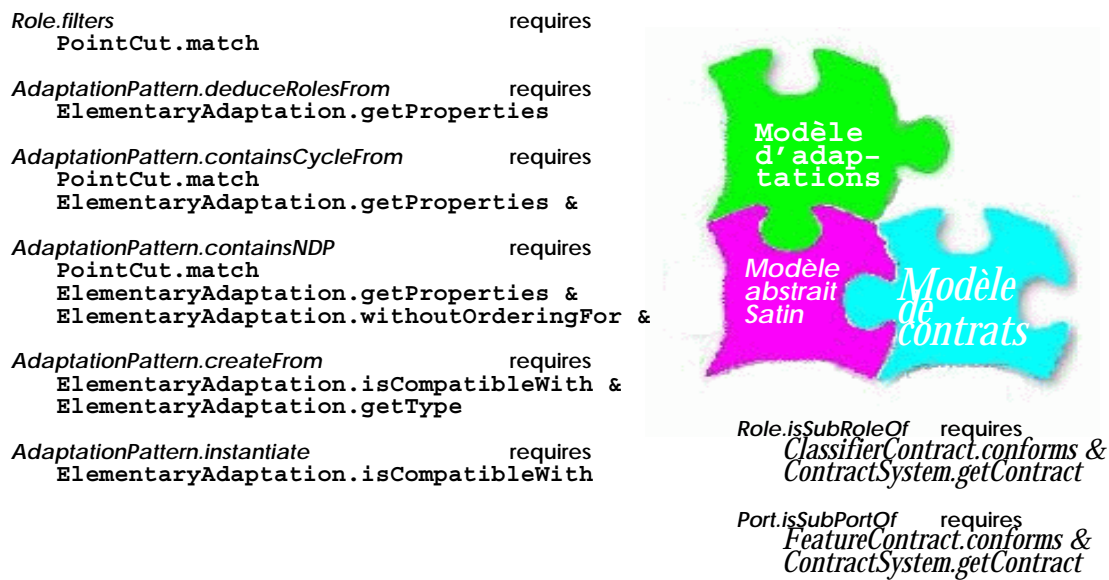 Role.filters requires
PointCut.match
AdaptationPattern.deduceRolesFrom requires
ElementaryAdaptation.getProperties
AdaptationPattern.containsCycleFrom requires
PointCut.match
ElementaryAdaptation.getProperties &
AdaptationPattern.containsNDP requires
PointCut.match
ElementaryAdaptation.getProperties &
ElementaryAdaptation.withoutOrderingFor &
AdaptationPattern.createFrom requires
ElementaryAdaptation.isCompatibleWith &
ElementaryAdaptation.getType
AdaptationPattern.instantiate requires
ElementaryAdaptation.isCompatibleWith
Modèle
d'adap-
tations
Modèle
abstrait
Satin
Modèle
de
contrats
Role.isSubRoleOf requires
ClassifierContract.conforms &
ContractSystem.getContract
Port.isSubPortOf requires
FeatureContract.conforms &
ContractSystem.getContract